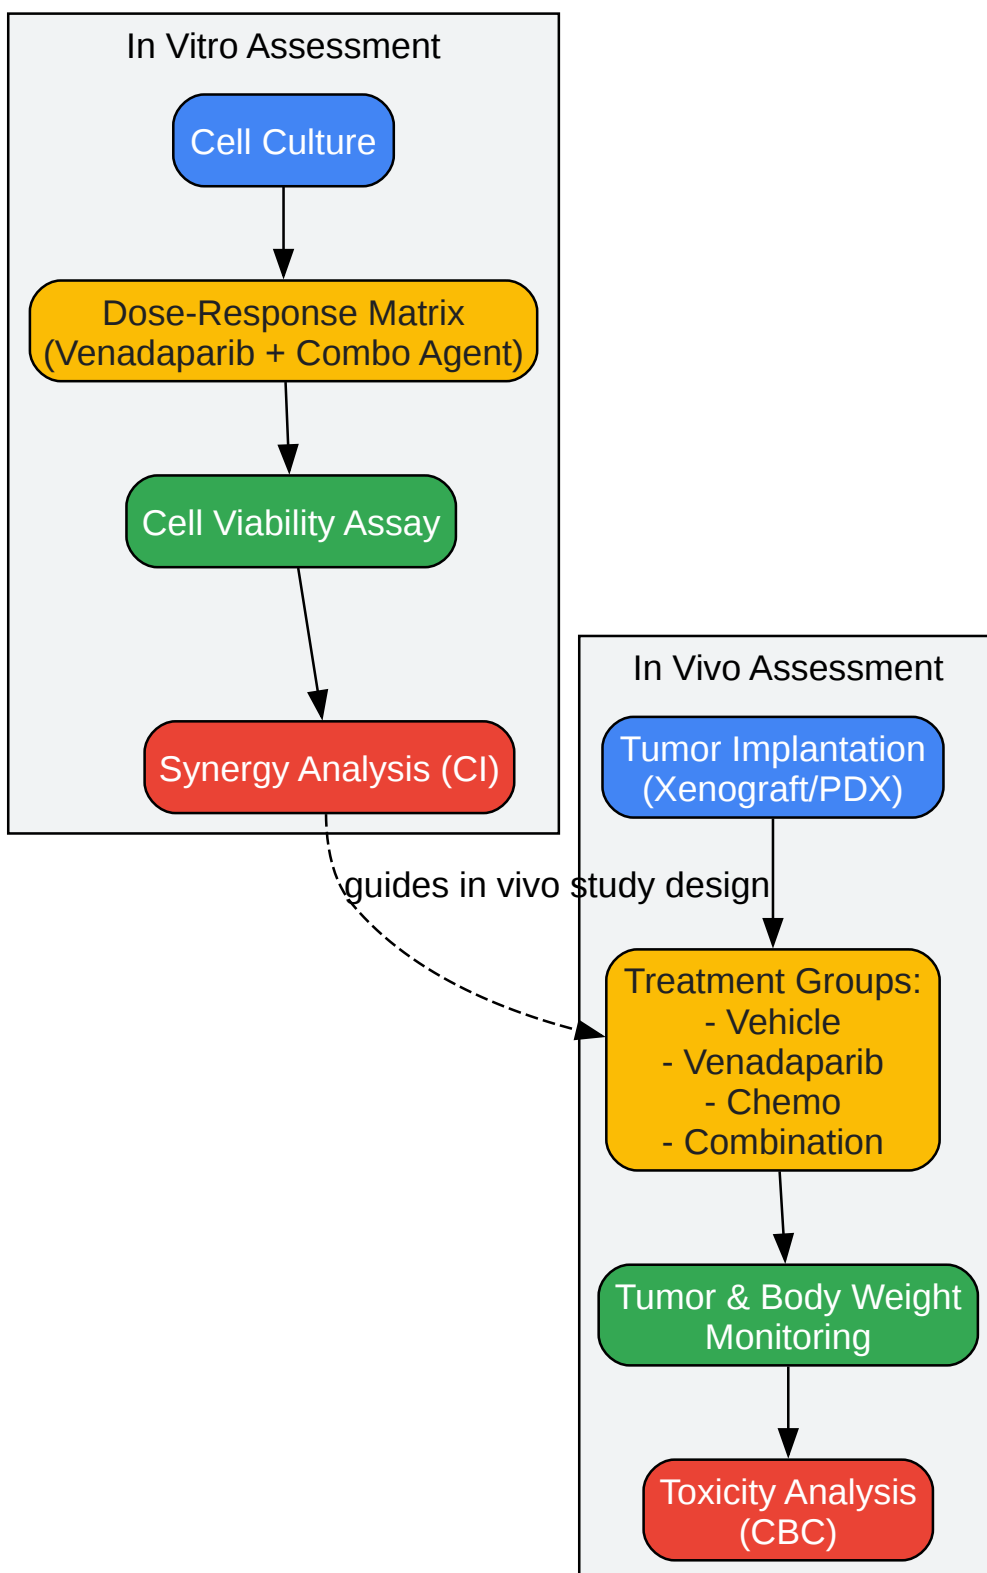 In Vitro Assessment
Cell Culture
Dose-Response Matrix
(Venadaparib + Combo Agent)
Cell Viability Assay
Synergy Analysis (CI)
guides in vivo study design
In Vivo Assessment
Tumor Implantation
(Xenograft/PDX)
Treatment Groups:
- Vehicle
- Venadaparib
- Chemo
- Combination
Tumor & Body Weight
Monitoring
Toxicity Analysis
(CBC)